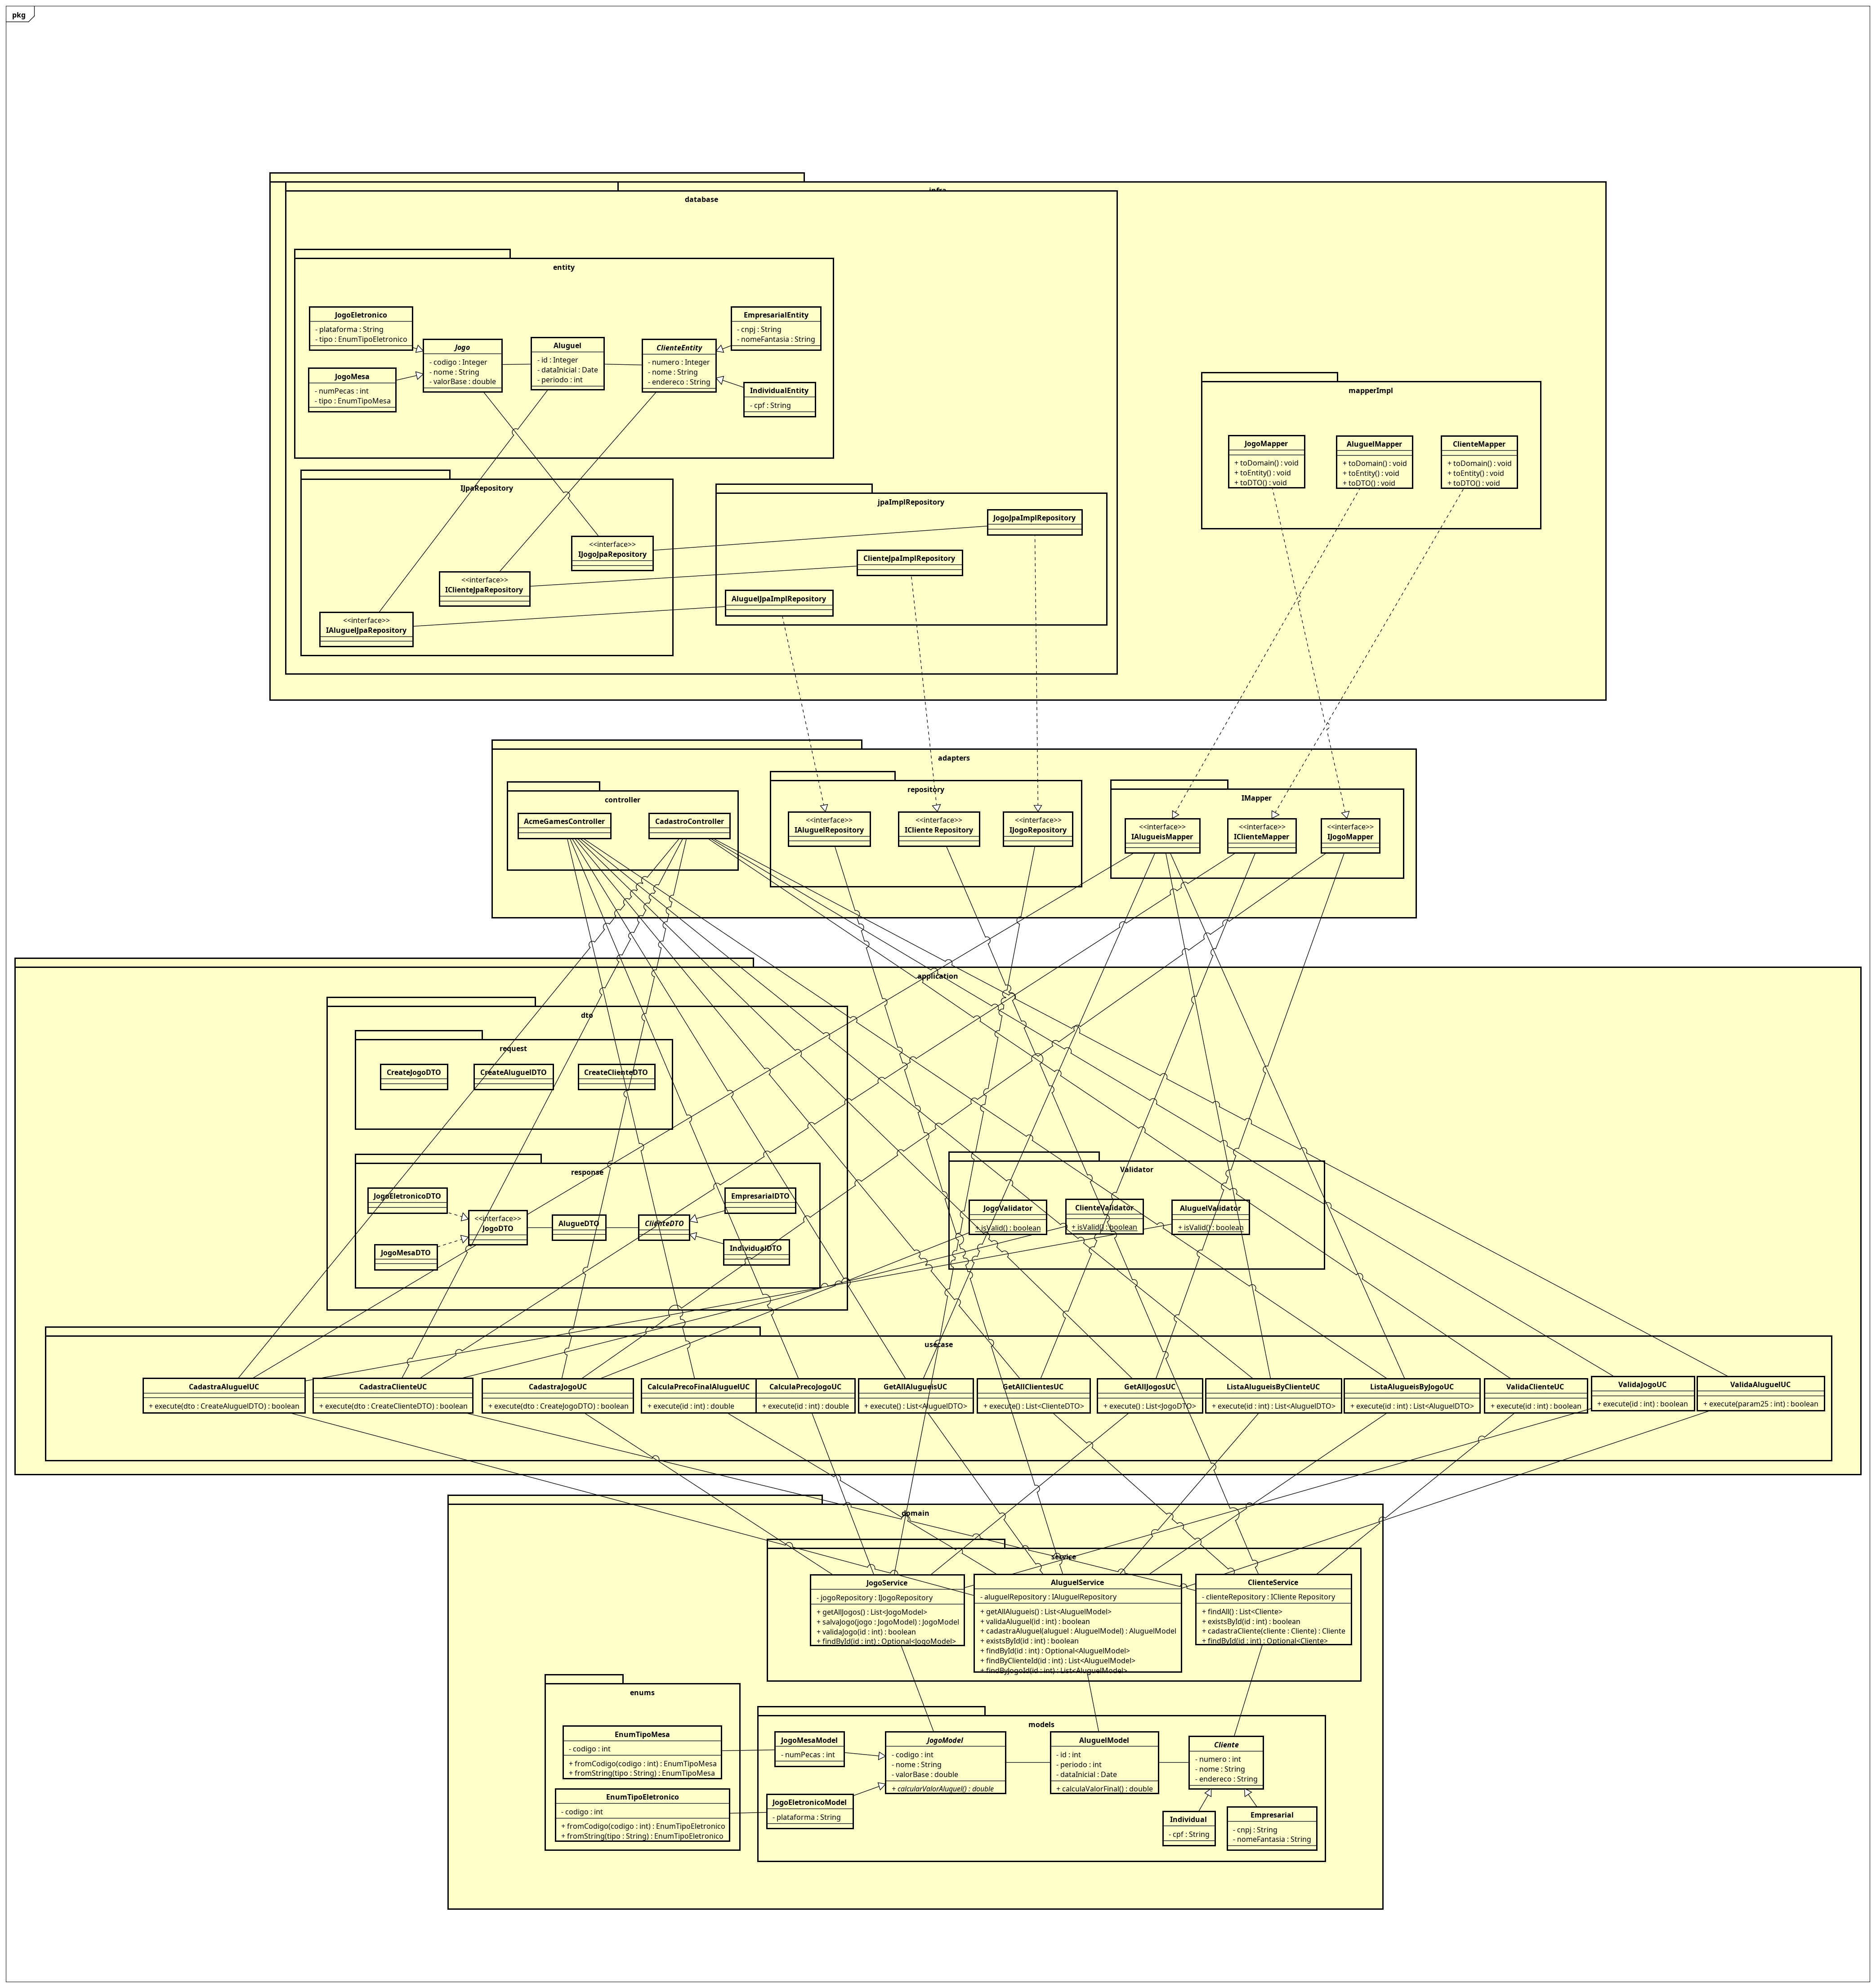 pkg
infra
database
entity
JogoEletronico
- plataforma : String
- tipo : EnumTipoEletronico
JogoMesa
- numPecas : int
- tipo : EnumTipoMesa
Jogo
- codigo : Integer
- nome : String
- valorBase : double
Aluguel
- id : Integer
- dataInicial : Date
- periodo : int
ClienteEntity
- numero : Integer
- nome : String
- endereco : String
EmpresarialEntity
- cnpj : String
- nomeFantasia : String
IndividualEntity
- cpf : String
mapperImpl
JogoMapper
+ toDomain() : void
+ toEntity() : void
+ toDTO() : void
AluguelMapper
+ toDomain() : void
+ toEntity() : void
+ toDTO() : void
ClienteMapper
+ toDomain() : void
+ toEntity() : void
+ toDTO() : void
IJpaRepository
<<interface>>
IJogoJpaRepository
<<interface>>
IClienteJpaRepository
<<interface>>
IAluguelJpaRepository
jpaImplRepository
JogoJpaImplRepository
ClienteJpaImplRepository
AluguelJpaImplRepository
adapters
controller
AcmeGamesController
CadastroController
repository
<<interface>>
IAluguelRepository
<<interface>>
ICliente Repository
<<interface>>
IJogoRepository
IMapper
<<interface>>
IAlugueisMapper
<<interface>>
IClienteMapper
<<interface>>
IJogoMapper
application
dto
request
CreateJogoDTO
CreateAluguelDTO
CreateClienteDTO
response
JogoEletronicoDTO
JogoMesaDTO
<<interface>>
JogoDTO
AlugueDTO
ClienteDTO
EmpresarialDTO
IndividualDTO
Validator
JogoValidator
+ isValid() : boolean
ClienteValidator
+ isValid() : boolean
AluguelValidator
+ isValid() : boolean
usecase
CadastraAluguelUC
+ execute(dto : CreateAluguelDTO) : boolean
CadastraClienteUC
+ execute(dto : CreateClienteDTO) : boolean
CadastraJogoUC
+ execute(dto : CreateJogoDTO) : boolean
CalculaPrecoFinalAluguelUC
+ execute(id : int) : double
CalculaPrecoJogoUC
+ execute(id : int) : double
GetAllAlugueisUC
+ execute() : List<AluguelDTO>
GetAllClientesUC
+ execute() : List<ClienteDTO>
GetAllJogosUC
+ execute() : List<JogoDTO>
ListaAlugueisByClienteUC
+ execute(id : int) : List<AluguelDTO>
ListaAlugueisByJogoUC
+ execute(id : int) : List<AluguelDTO>
ValidaClienteUC
+ execute(id : int) : boolean
ValidaJogoUC
+ execute(id : int) : boolean
ValidaAluguelUC
+ execute(param25 : int) : boolean
domain
service
JogoService
- jogoRepository : IJogoRepository
+ getAllJogos() : List<JogoModel>
+ salvaJogo(jogo : JogoModel) : JogoModel
+ validaJogo(id : int) : boolean
+ findById(id : int) : Optional<JogoModel>
AluguelService
- aluguelRepository : IAluguelRepository
+ getAllAlugueis() : List<AluguelModel>
+ validaAluguel(id : int) : boolean
+ cadastraAluguel(aluguel : AluguelModel) : AluguelModel
+ existsById(id : int) : boolean
+ findById(id : int) : Optional<AluguelModel>
+ findByClienteId(id : int) : List<AluguelModel>
+ findByJogoId(id : int) : List<AluguelModel>
ClienteService
- clienteRepository : ICliente Repository
+ findAll() : List<Cliente>
+ existsById(id : int) : boolean
+ cadastraCliente(cliente : Cliente) : Cliente
+ findById(id : int) : Optional<Cliente>
enums
EnumTipoMesa
- codigo : int
+ fromCodigo(codigo : int) : EnumTipoMesa
+ fromString(tipo : String) : EnumTipoMesa
EnumTipoEletronico
- codigo : int
+ fromCodigo(codigo : int) : EnumTipoEletronico
+ fromString(tipo : String) : EnumTipoEletronico
models
JogoMesaModel
- numPecas : int
JogoEletronicoModel
- plataforma : String
JogoModel
- codigo : int
- nome : String
- valorBase : double
+ calcularValorAluguel() : double
AluguelModel
- id : int
- periodo : int
- dataInicial : Date
+ calculaValorFinal() : double
Cliente
- numero : int
- nome : String
- endereco : String
Individual
- cpf : String
Empresarial
- cnpj : String
- nomeFantasia : String